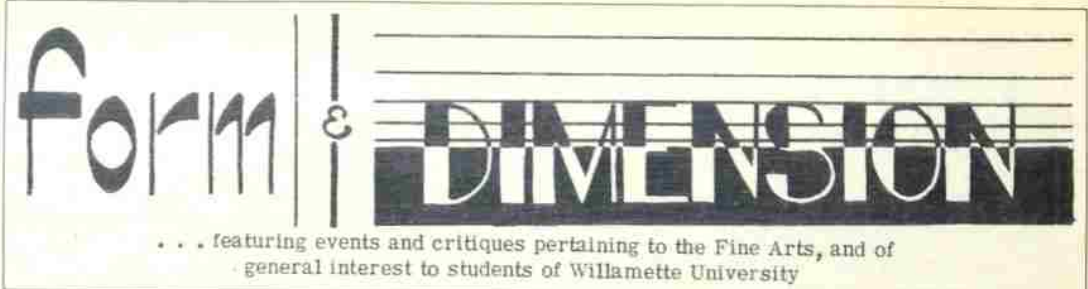 form & DIMENSION
. . . featuring events and critiques pertaining to the Fine Arts, and of
general interest to students of Willamette University